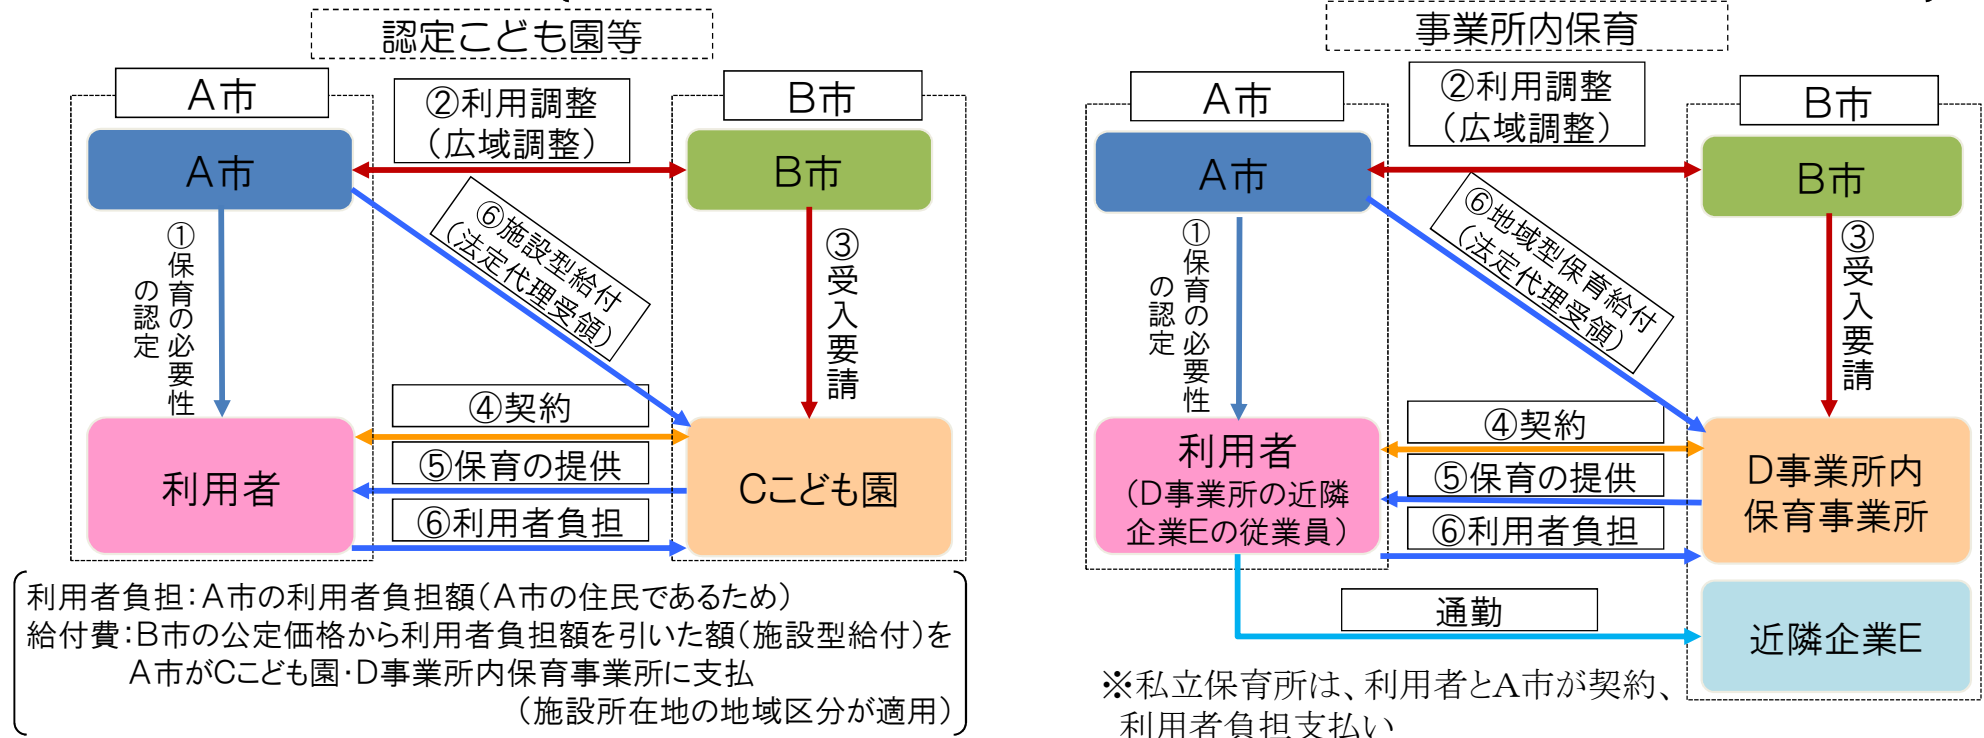 認定こども園等
A市
②利用調整
（広域調整）
B市
A市
B市
①保育の必要性
の認定
⑥施設型給付
（法定代理受領）
③受入要請
④契約
⑤保育の提供
⑥利用者負担
利用者
Cこども園
利用者負担：A市の利用者負担額（A市の住民であるため）
給付費：B市の公定価格から利用者負担額を引いた額（施設型給付）を
A市がCこども園・D事業所内保育事業所に支払
（施設所在地の地域区分が適用）
事業所内保育
A市
②利用調整
（広域調整）
B市
A市
B市
①保育の必要性
の認定
⑥地域型保育給付
（法定代理受領）
③受入要請
④契約
⑤保育の提供
⑥利用者負担
利用者
（D事業所の近隣
企業Eの従業員）
D事業所内
保育事業所
通勤
近隣企業E
※私立保育所は、利用者とA市が契約、
利用者負担支払い